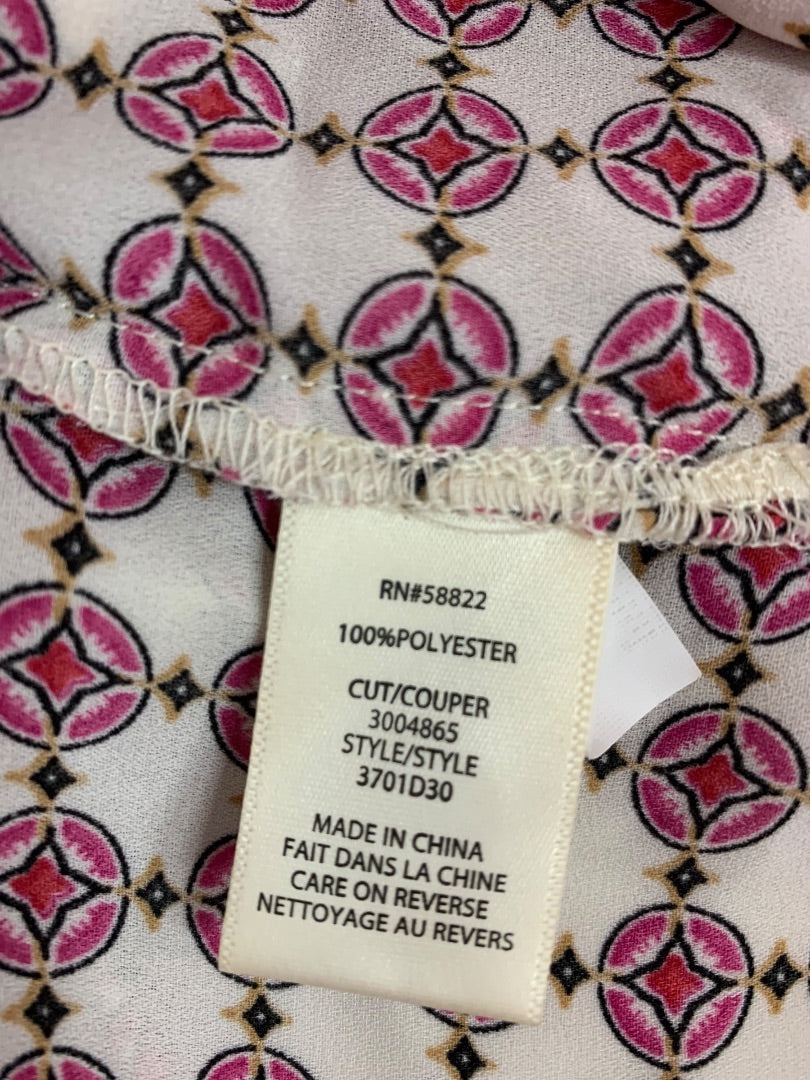 RN#58822
100%POLYESTER
CUT/COUPER
3004865
STYLE/STYLE
3701D30
MADE IN CHINA
FAIT DANS LA CHINE
CARE ON REVERSE
NETTOYAGE AU REVERS